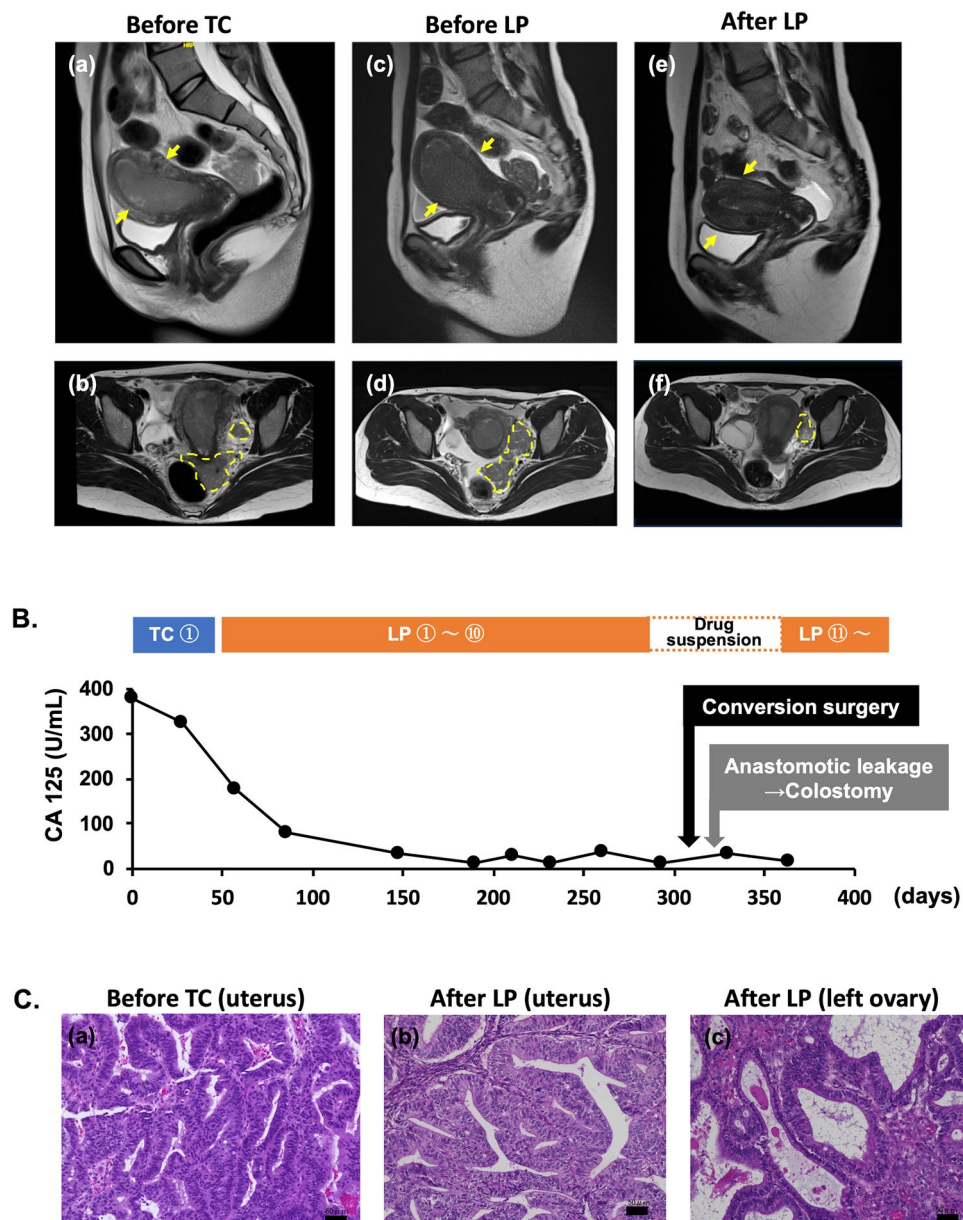 Before TC
Before LP
After LP
(a)
(c)
(e)
(b)
(d)
(f)
B.
TC ①
LP ① ～ ⑩
Drug
suspension
LP ⑪ ～
CA 125 (U/mL)
400
300
200
100
0
Conversion surgery
Anastomotic leakage
→Colostomy
0
50
100
150
200
250
300
350
400
(days)
C.
Before TC (uterus)
After LP (uterus)
After LP (left ovary)
(a)
(b)
(c)
50 μm